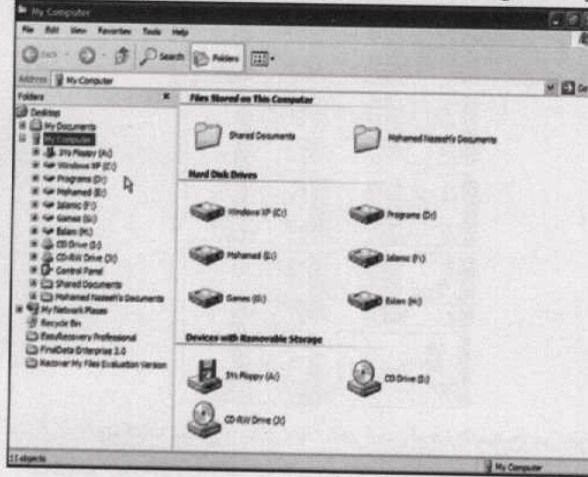 My Computer
File Edit View Favorites Tools Help
Back Search Folders
Address My Computer Go
Folders
Desktop
My Documents
My Computer
3½ Floppy (A:)
Windows XP (C:)
Programs (D:)
Mohamed (E:)
Islamic (F:)
Games (G:)
Eslam (H:)
CD Drive (I:)
CD-RW Drive (J:)
Control Panel
Shared Documents
Mohamed Nazeeh's Documents
My Network Places
Recycle Bin
EasyRecovery Professional
FinalData Enterprise 2.0
Recover My Files Evaluation Version
Files Stored on This Computer
Shared Documents
Mohamed Nazeeh's Documents
Hard Disk Drives
Windows XP (C:)
Programs (D:)
Mohamed (E:)
Islamic (F:)
Games (G:)
Eslam (H:)
Devices with Removable Storage
3½ Floppy (A:)
CD Drive (I:)
CD-RW Drive (J:)
13 objects
My Computer